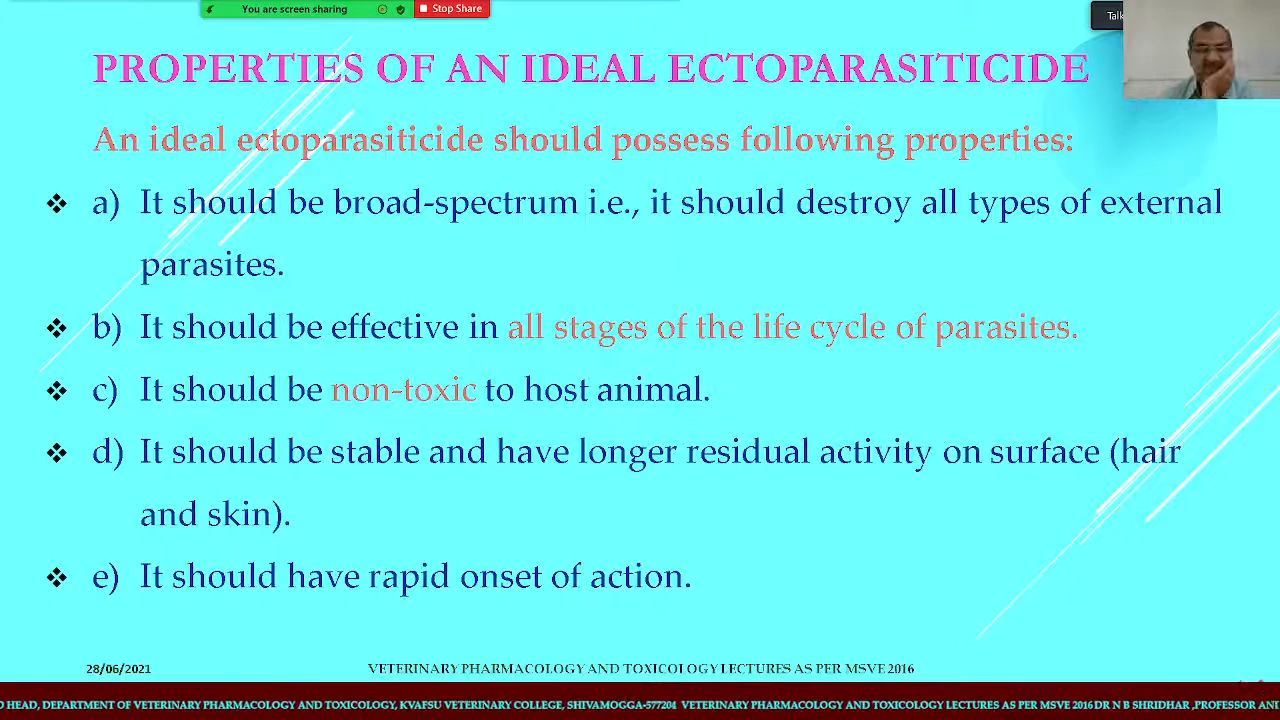 You are screen sharing
Stop Share
Talk
PROPERTIES OF AN IDEAL ECTOPARASITICIDE
An ideal ectoparasiticide should possess following properties:
❖ a) It should be broad-spectrum i.e., it should destroy all types of external
parasites.
❖ b) It should be effective in all stages of the life cycle of parasites.
❖ c) It should be non-toxic to host animal.
❖ d) It should be stable and have longer residual activity on surface (hair
and skin).
❖ e) It should have rapid onset of action.
28/06/2021
VETERINARY PHARMACOLOGY AND TOXICOLOGY LECTURES AS PER MSVE 2016
HEAD, DEPARTMENT OF VETERINARY PHARMACOLOGY AND TOXICOLOGY, KVAFSU VETERINARY COLLEGE, SHIVAMOGGA-577204 VETERINARY PHARMACOLOGY AND TOXICOLOGY LECTURES AS PER MSVE 2016 DR N B SHRIDHAR ,PROFESSOR